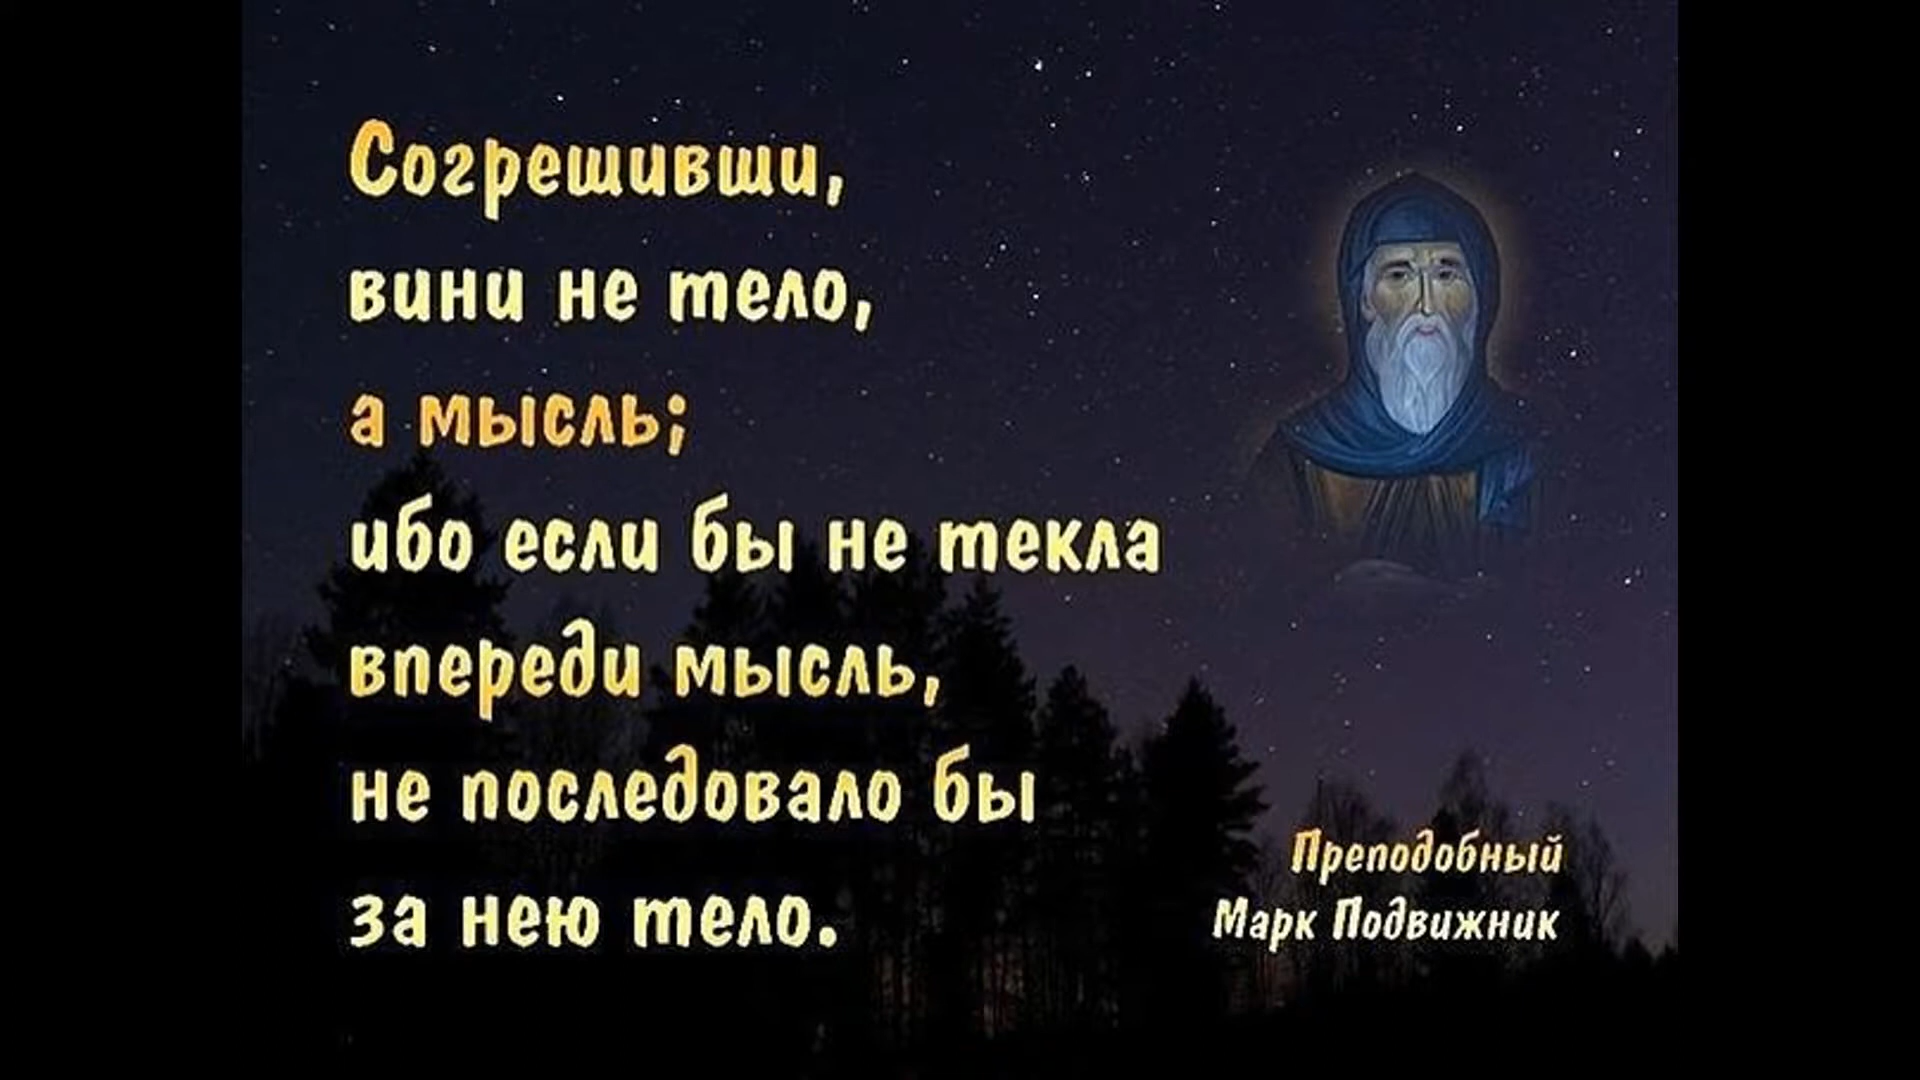 Согрешивши,
вини не тело,
а мысль;
ибо если бы не текла
впереди мысль,
не последовало бы
за нею тело.
Преподобный
Марк Подвижник